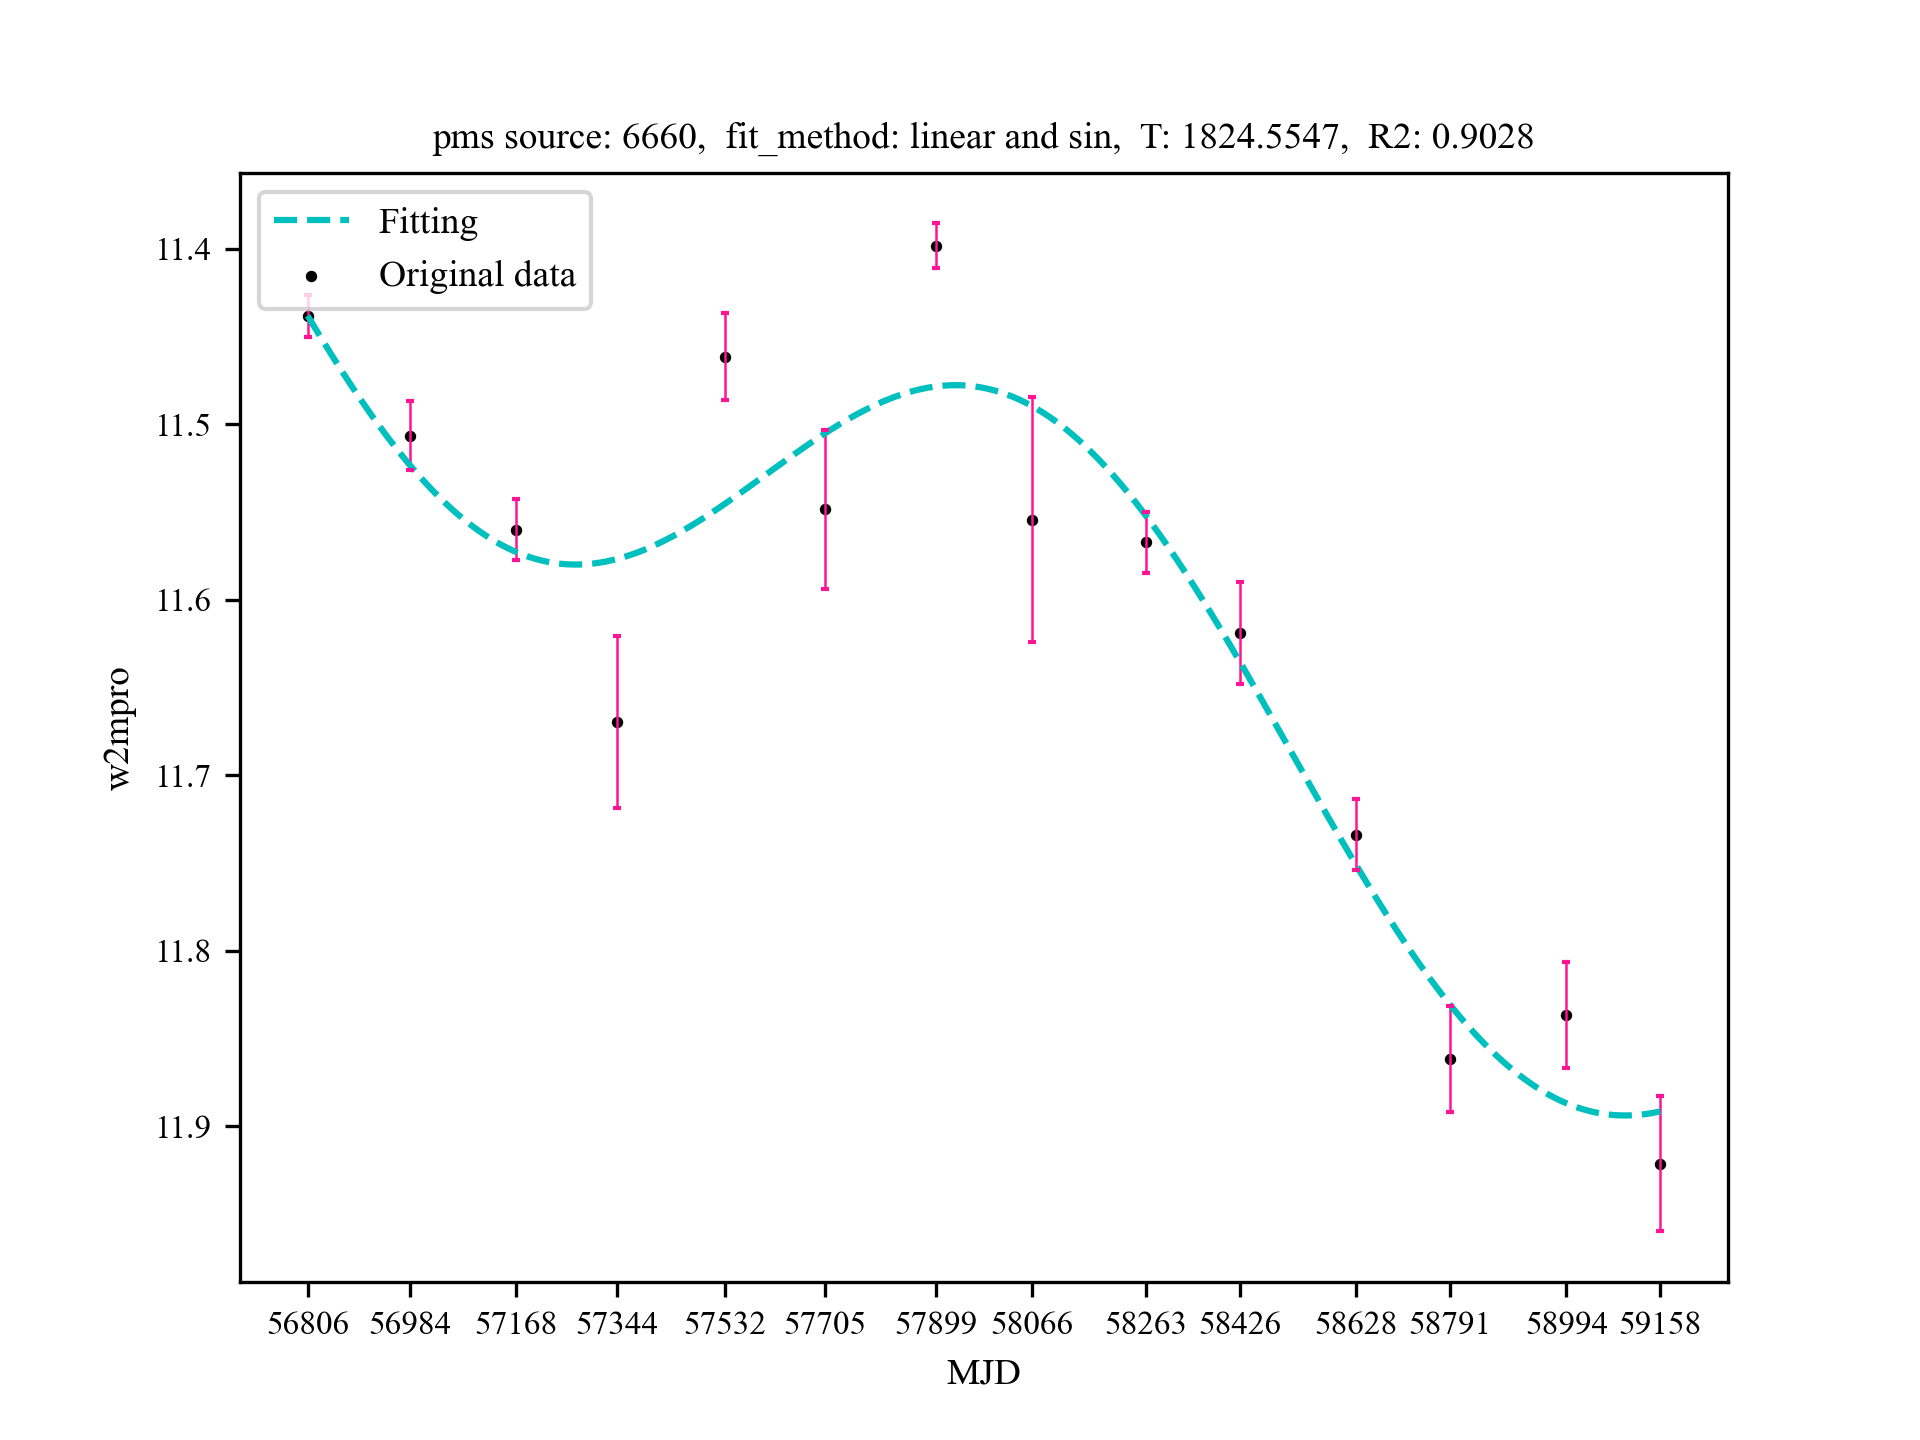 pms source: 6660,  fit_method: linear and sin,  T: 1824.5547,  R2: 0.9028
Fitting
Original data
11.4
11.5
11.6
11.7
11.8
11.9
w2mpro
56806 56984 57168 57344 57532 57705 57899 58066 58263 58426 58628 58791 58994 59158
MJD